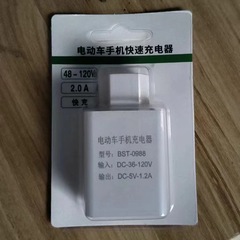 电动车手机快速充电器
48-120V
2.0A
快充
电动车手机充电器
型号：BST-0988
输入：DC-36-120V
输出：DC-5V-1.2A